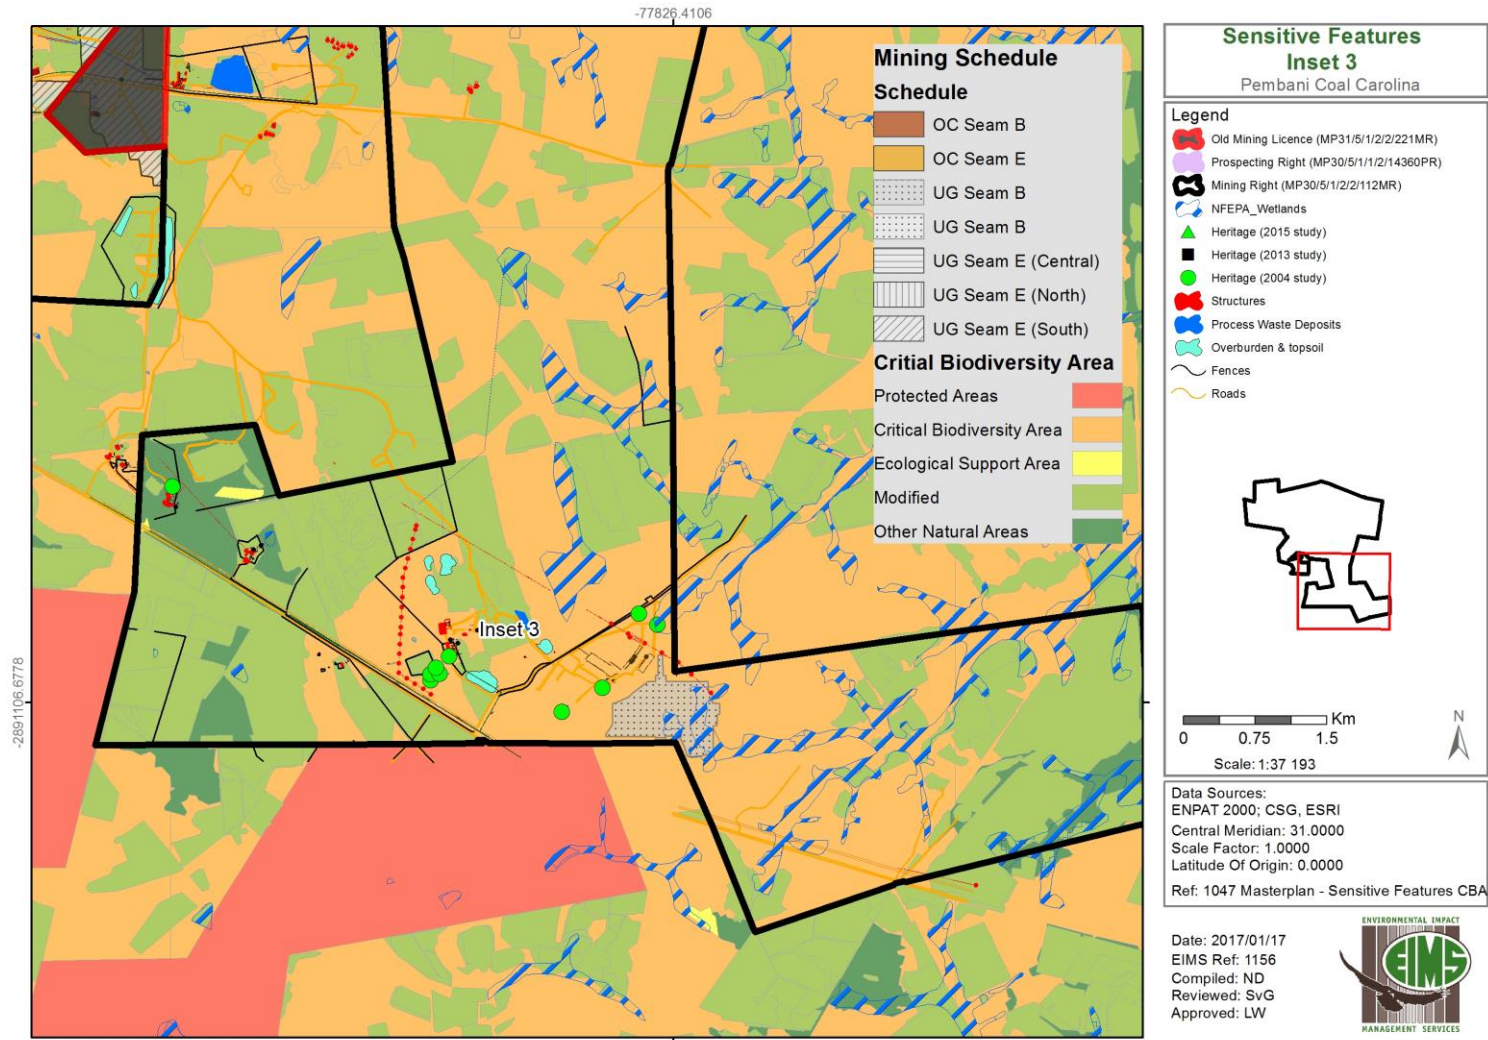 -77826.4106
-2891106.6778
Mining Schedule
Schedule
OC Seam B
OC Seam E
UG Seam B
UG Seam B
UG Seam E (Central)
UG Seam E (North)
UG Seam E (South)
Critial Biodiversity Area
Protected Areas
Critical Biodiversity Area
Ecological Support Area
Modified
Other Natural Areas
Inset 3
Sensitive Features
Inset 3
Pembani Coal Carolina
Legend
Old Mining Licence (MP31/5/1/2/2/221MR)
Prospecting Right (MP30/5/1/1/2/14360PR)
Mining Right (MP30/5/1/2/2/112MR)
NFEPA_Wetlands
Heritage (2015 study)
Heritage (2013 study)
Heritage (2004 study)
Structures
Process Waste Deposits
Overburden & topsoil
Fences
Roads
Km
0 0.75 1.5
Scale: 1:37 193
N
Data Sources:
ENPAT 2000; CSG, ESRI
Central Meridian: 31.0000
Scale Factor: 1.0000
Latitude Of Origin: 0.0000
Ref: 1047 Masterplan - Sensitive Features CBA
Date: 2017/01/17
EIMS Ref: 1156
Compiled: ND
Reviewed: SvG
Approved: LW
ENVIRONMENTAL IMPACT
EIMS
MANAGEMENT SERVICES